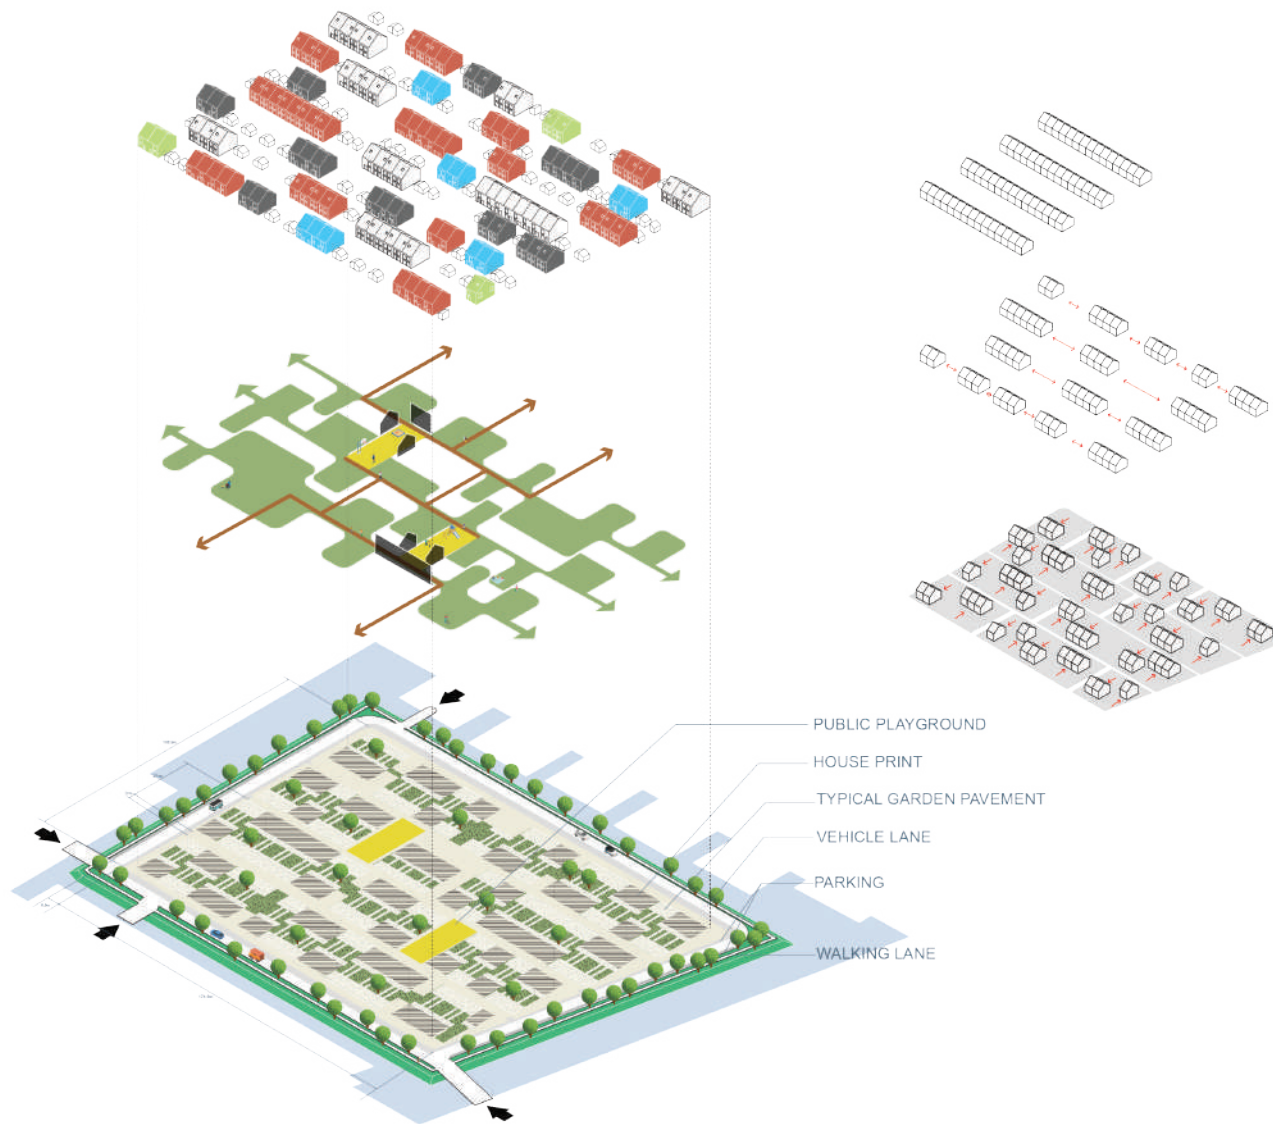 PUBLIC PLAYGROUND
HOUSE PRINT
TYPICAL GARDEN PAVEMENT
VEHICLE LANE
PARKING
WALKING LANE